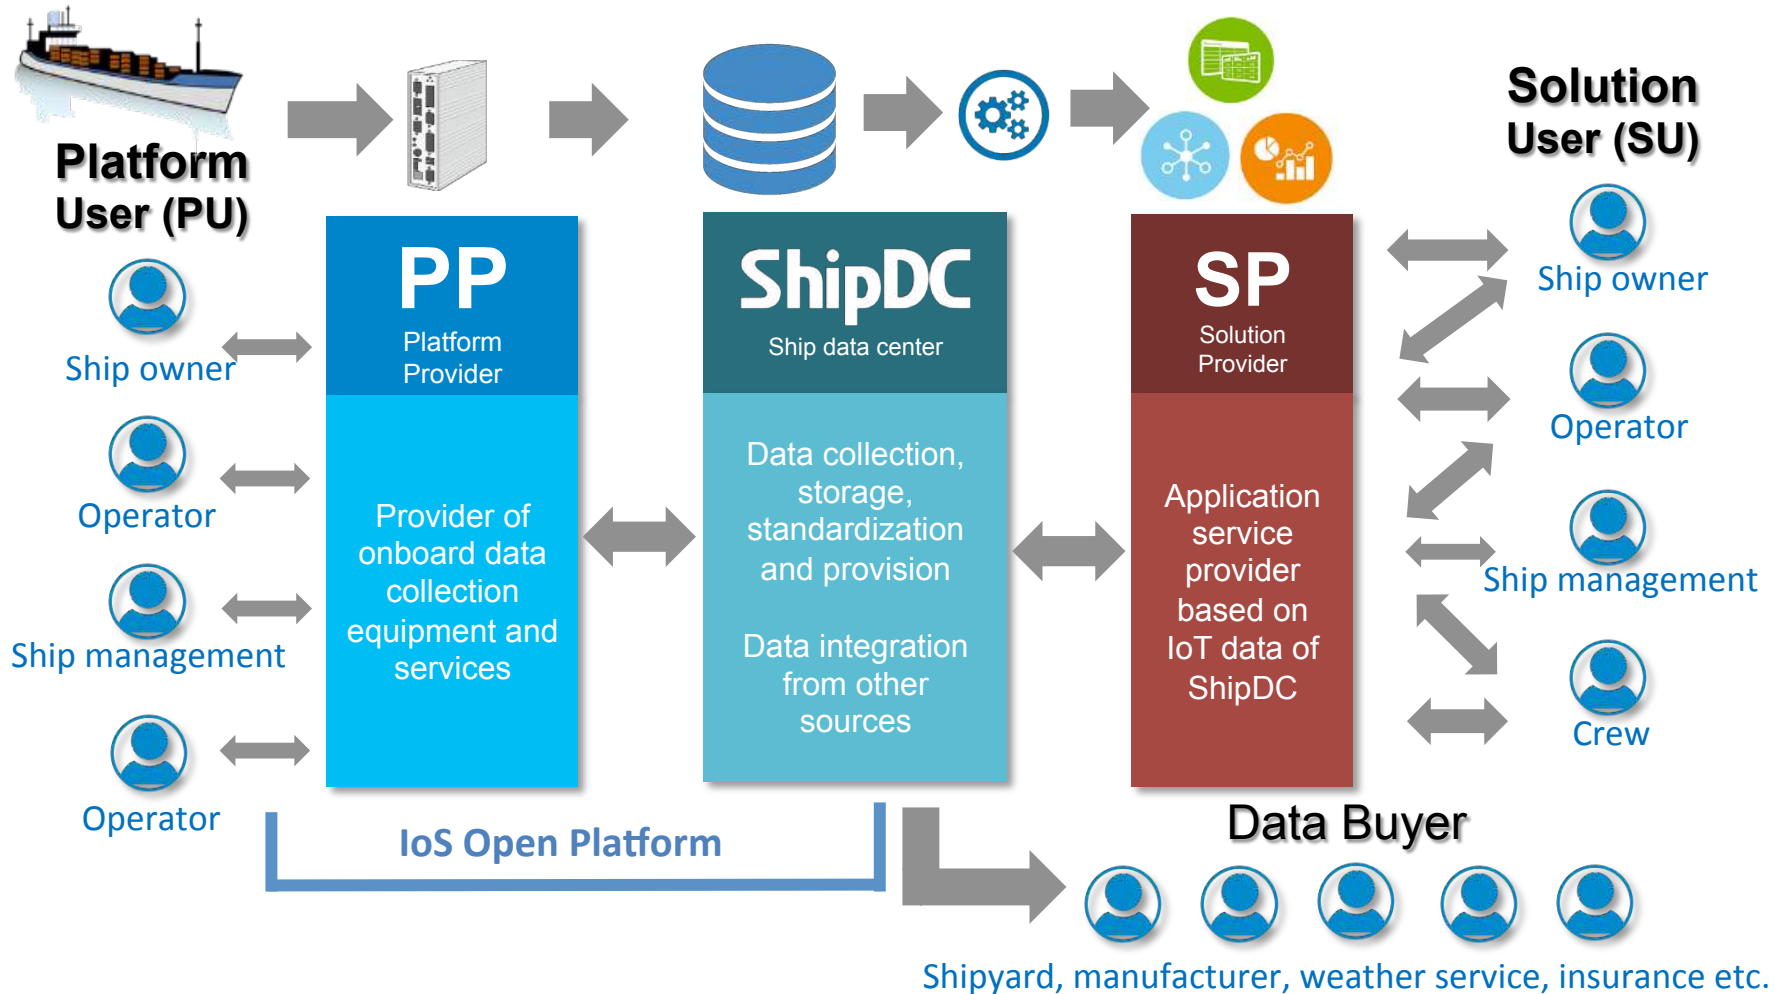 Platform
User (PU)
Ship owner
Operator
Ship management
Operator
PP
Platform
Provider
Provider of
onboard data
collection
equipment and
services
ShipDC
Ship data center
Data collection,
storage,
standardization
and provision
Data integration
from other
sources
SP
Solution
Provider
Application
service
provider
based on
IoT data of
ShipDC
Solution
User (SU)
Ship owner
Operator
Ship management
Crew
IoS Open Platform
Data Buyer
Shipyard, manufacturer, weather service, insurance etc.